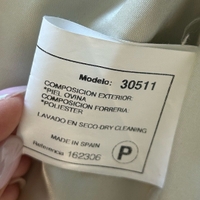 Modelo: 30511
COMPOSICION EXTERIOR:
*PIEL OVINA
COMPOSICION FORRERIA:
*POLIESTER
LAVADO EN SECO-DRY CLEANING
MADE IN SPAIN
Referencia 162306
P